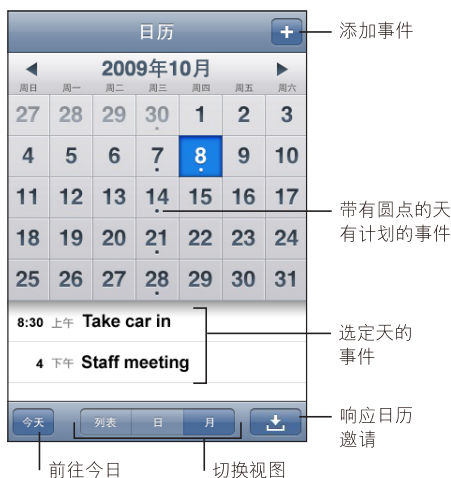 日历 +
添加事件
2009年10月
周日 周一 周二 周三 周四 周五 周六
27 28 29 30 1 2 3
4 5 6 7 8 9 10
11 12 13 14 15 16 17
带有圆点的天
有计划的事件
18 19 20 21 22 23 24
25 26 27 28 29 30 31
8:30 上午 Take car in
4 下午 Staff meeting
选定天的
事件
今天 列表 日 月
响应日历
邀请
前往今日
切换视图